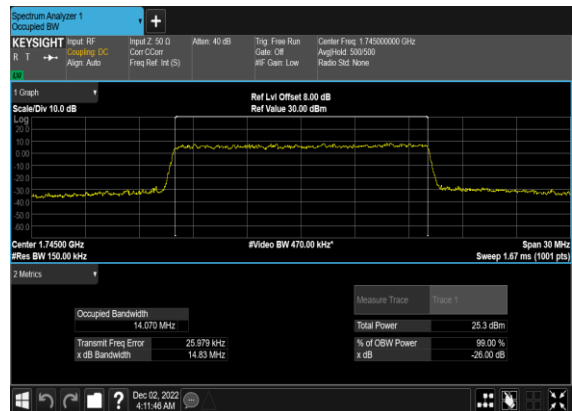 Spectrum Analyzer 1
Occupied BW
+
KEYSIGHT
R T
LXI
Input: RF
Coupling: DC
Align: Auto
Input Z: 50 Ω
Corr CCorr
Freq Ref: Int (S)
Atten: 40 dB
Trig: Free Run
Gate: Off
#IF Gain: Low
Center Freq: 1.745000000 GHz
Avg|Hold: 500/500
Radio Std: None
1 Graph
Scale/Div 10.0 dB
Ref Lvl Offset 8.00 dB
Ref Value 30.00 dBm
Log
20.0
10.0
0.00
-10.0
-20.0
-30.0
-40.0
-50.0
-60.0
Center 1.74500 GHz
#Res BW 150.00 kHz
#Video BW 470.00 kHz*
Span 30 MHz
Sweep 1.67 ms (1001 pts)
2 Metrics
Measure Trace Trace 1
Occupied Bandwidth
14.070 MHz
Total Power 25.3 dBm
Transmit Freq Error 25.979 kHz
% of OBW Power 99.00 %
x dB Bandwidth 14.83 MHz
x dB -26.00 dB
?
Dec 02, 2022
4:11:46 AM